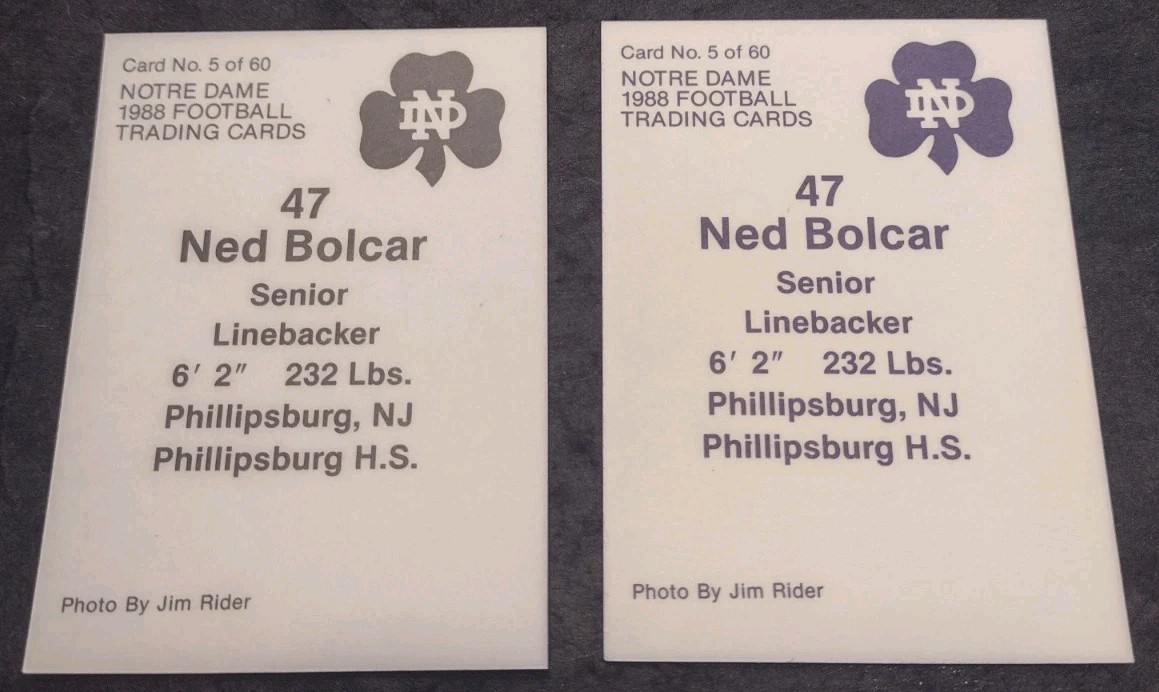 Card No. 5 of 60
NOTRE DAME
1988 FOOTBALL
TRADING CARDS
ND
47
Ned Bolcar
Senior
Linebacker
6' 2" 232 Lbs.
Phillipsburg, NJ
Phillipsburg H.S.
Photo By Jim Rider
Card No. 5 of 60
NOTRE DAME
1988 FOOTBALL
TRADING CARDS
ND
47
Ned Bolcar
Senior
Linebacker
6' 2" 232 Lbs.
Phillipsburg, NJ
Phillipsburg H.S.
Photo By Jim Rider